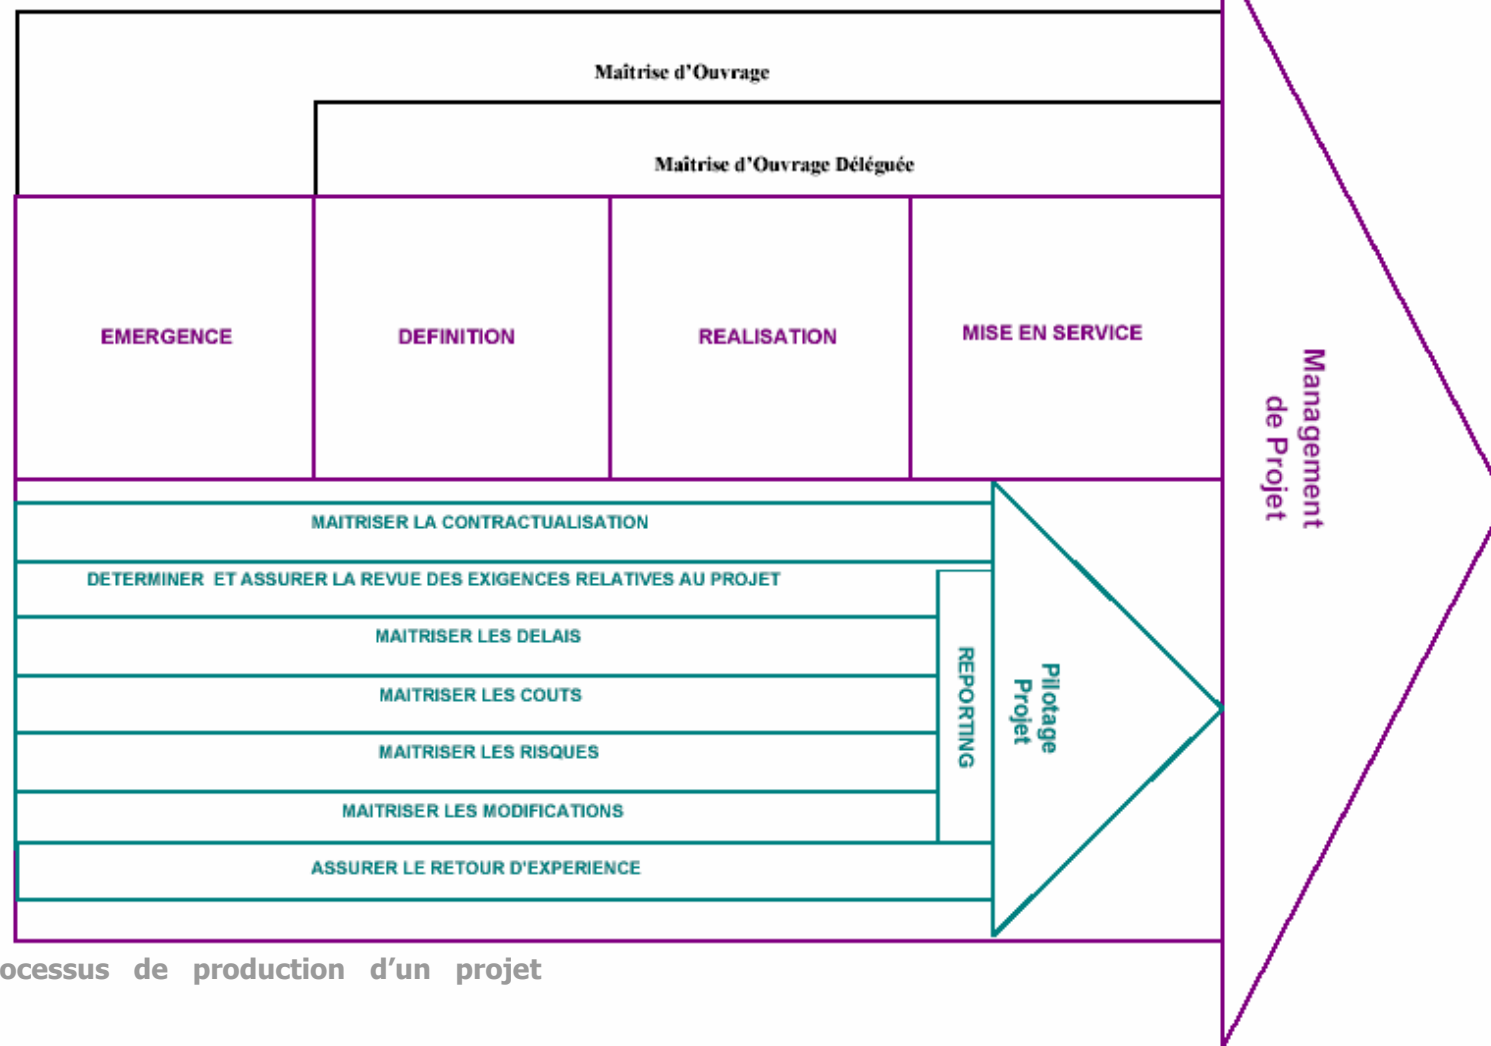 Maîtrise d'Ouvrage
Maîtrise d'Ouvrage Déléguée
EMERGENCE
DEFINITION
REALISATION
MISE EN SERVICE
Management
de Projet
MAITRISER LA CONTRACTUALISATION
DETERMINER ET ASSURER LA REVUE DES EXIGENCES RELATIVES AU PROJET
MAITRISER LES DELAIS
MAITRISER LES COUTS
MAITRISER LES RISQUES
MAITRISER LES MODIFICATIONS
ASSURER LE RETOUR D'EXPERIENCE
REPORTING
Pilotage
Projet
ocessus de production d'un projet